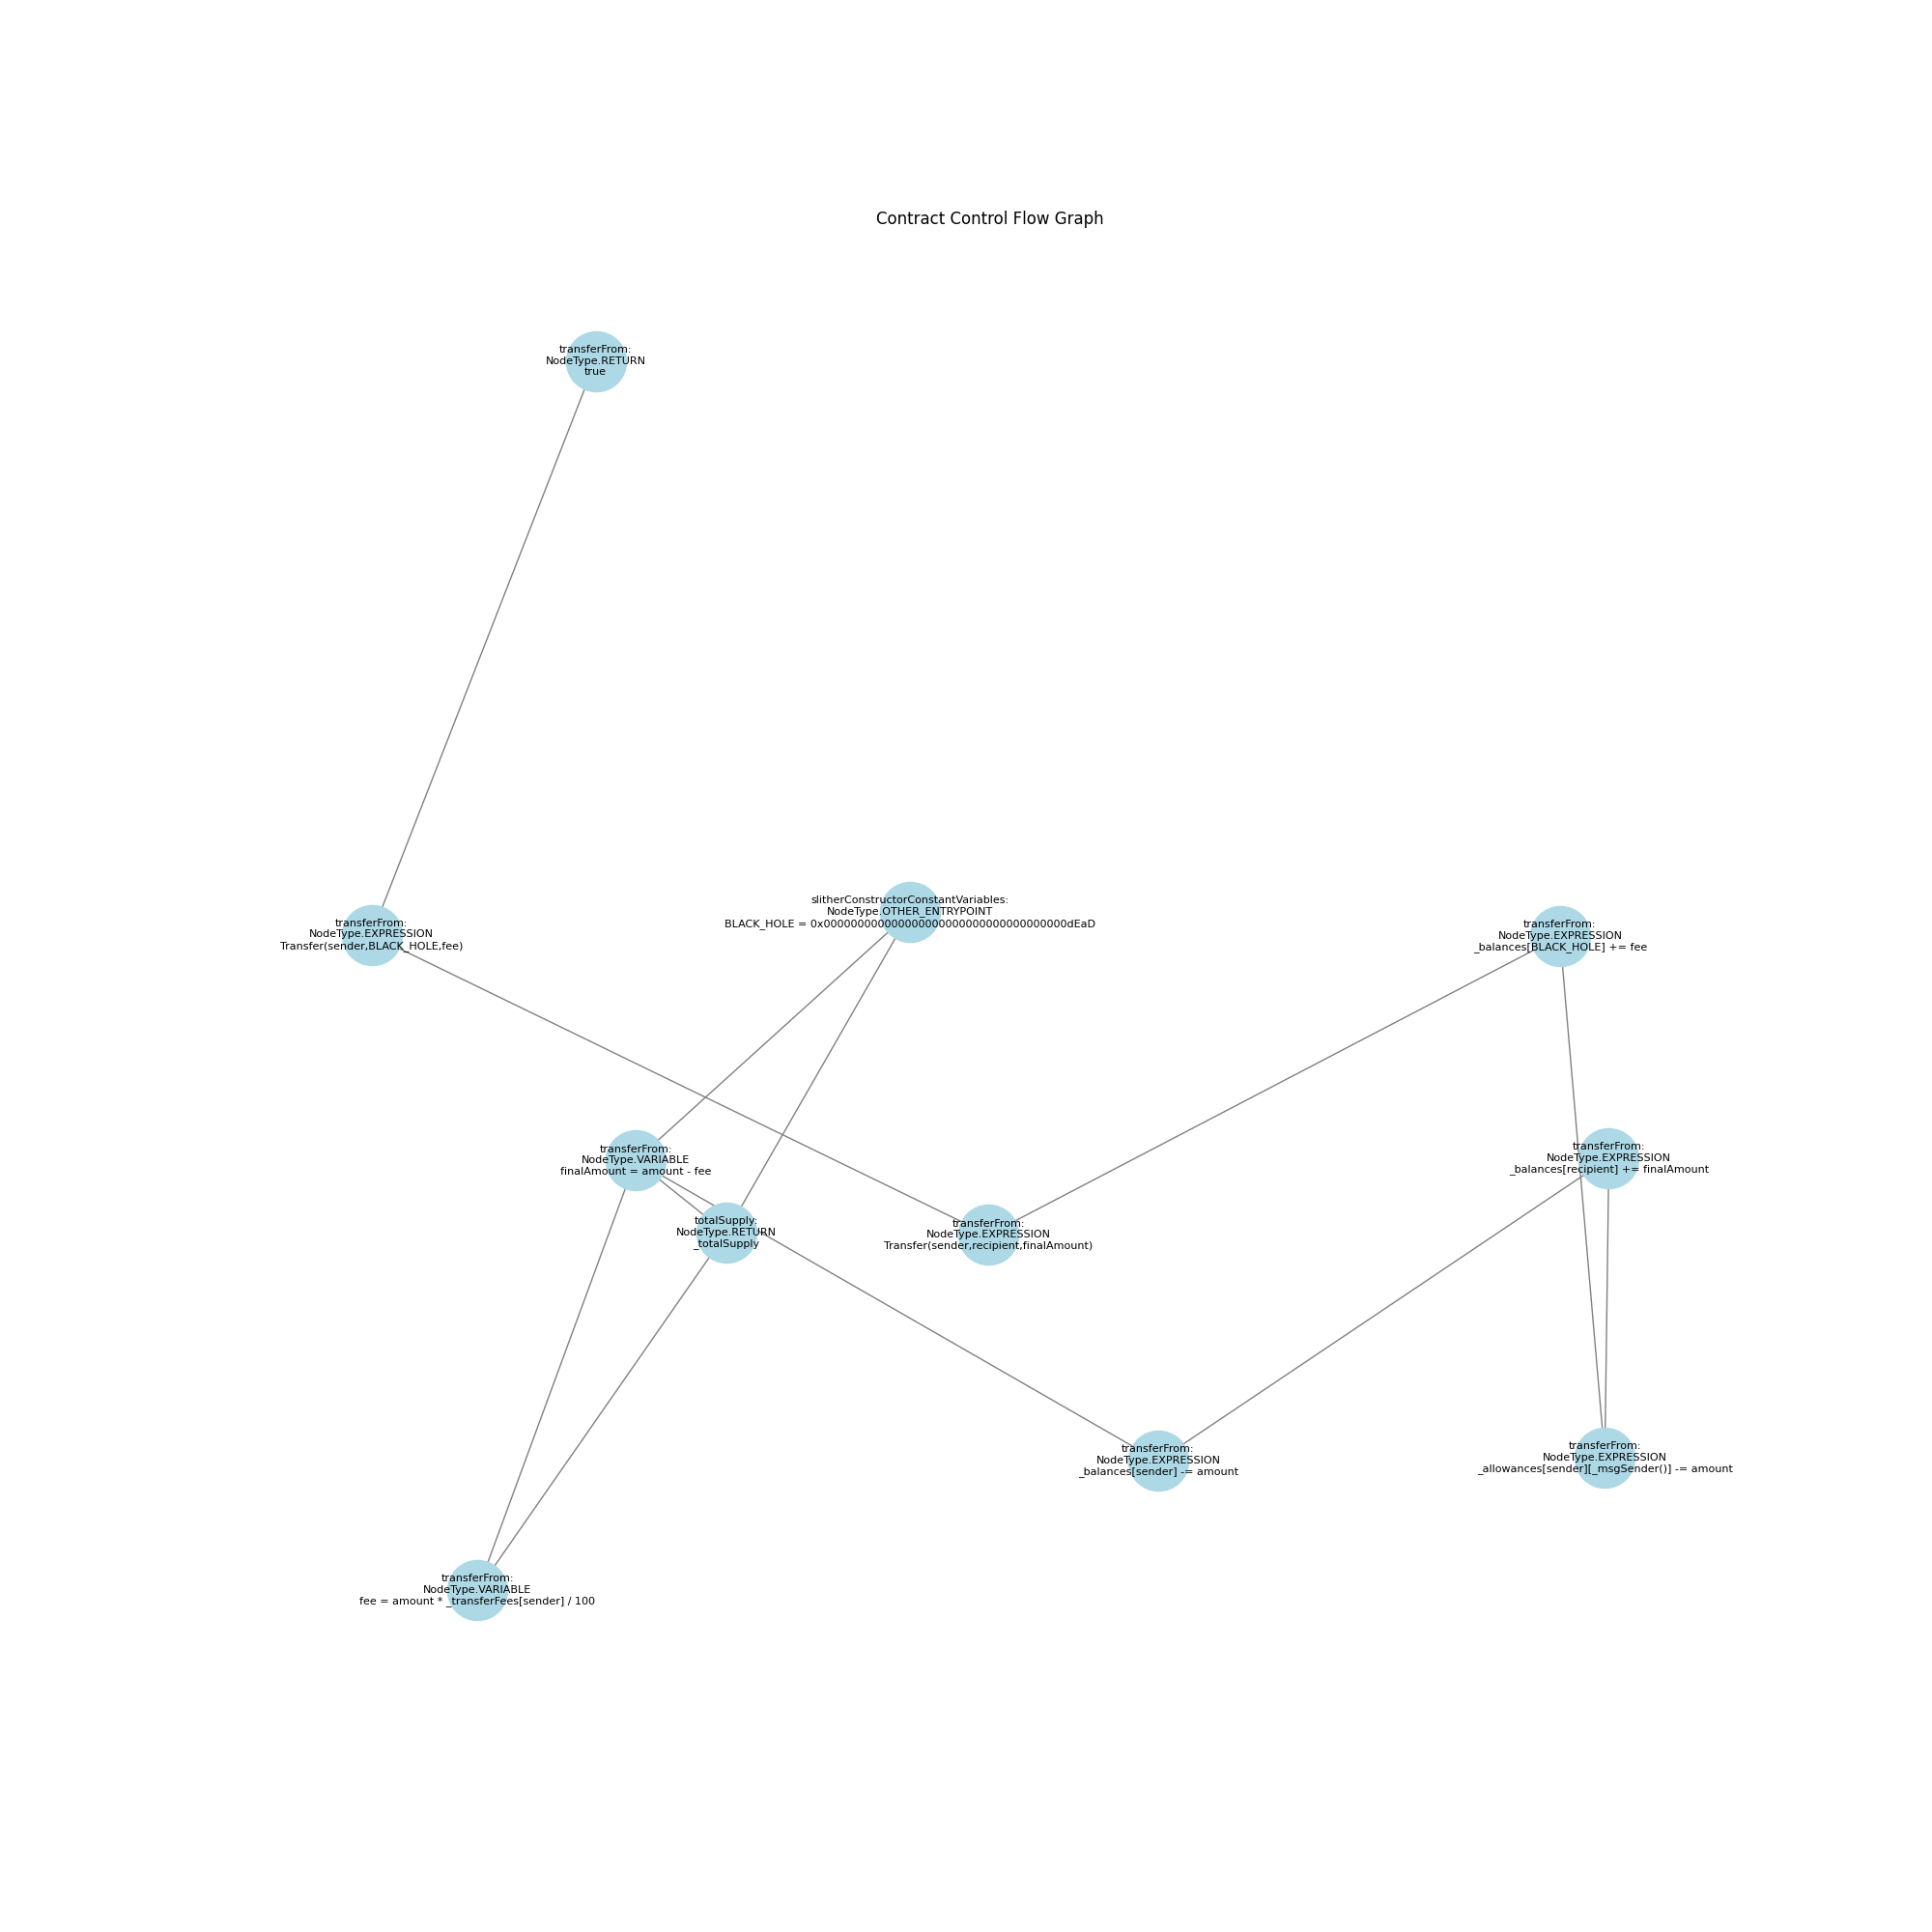 Contract Control Flow Graph
transferFrom:
NodeType.RETURN
true
slitherConstructorConstantVariables:
NodeType.OTHER_ENTRYPOINT
BLACK_HOLE = 0x000000000000000000000000000000000000dEaD
transferFrom:
NodeType.EXPRESSION
Transfer(sender,BLACK_HOLE,fee)
transferFrom:
NodeType.EXPRESSION
_balances[BLACK_HOLE] += fee
transferFrom:
NodeType.VARIABLE
finalAmount = amount - fee
transferFrom:
NodeType.EXPRESSION
_balances[recipient] += finalAmount
totalSupply:
NodeType.RETURN
_totalSupply
transferFrom:
NodeType.EXPRESSION
Transfer(sender,recipient,finalAmount)
transferFrom:
NodeType.EXPRESSION
_balances[sender] -= amount
transferFrom:
NodeType.EXPRESSION
_allowances[sender][_msgSender()] -= amount
transferFrom:
NodeType.VARIABLE
fee = amount * _transferFees[sender] / 100